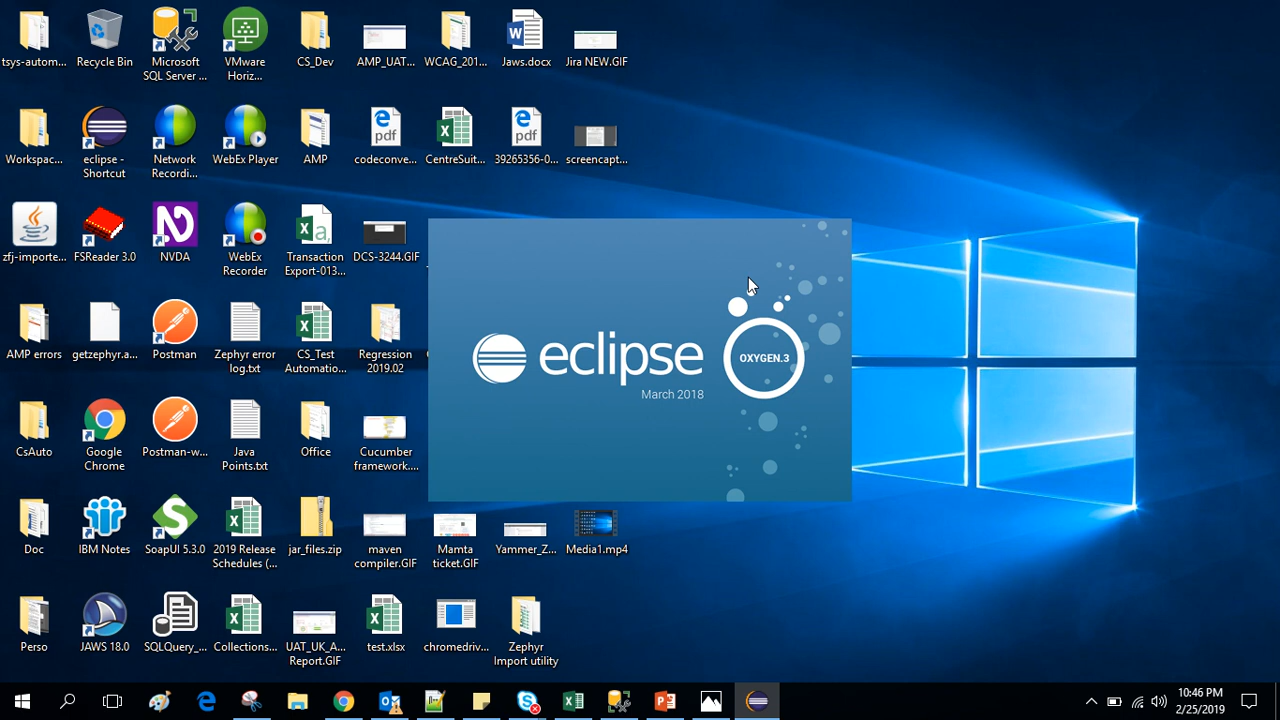 tsys-autom...
Recycle Bin
Microsoft
SQL Server ...
VMware
Horiz...
CS_Dev
AMP_UAT...
WCAG_201...
Jaws.docx
Jira NEW.GIF
Workspac...
eclipse -
Shortcut
Network
Recordi...
WebEx Player
AMP
codeconve...
CentreSuit...
39265356-0...
screencapt...
zfj-importe...
FSReader 3.0
NVDA
WebEx
Recorder
Transaction
Export-013...
DCS-3244.GIF
eclipse
OXYGEN.3
March 2018
AMP errors
getzephyr.a...
Postman
Zephyr error
log.txt
CS_Test
Automatio...
Regression
2019.02
CsAuto
Google
Chrome
Postman-w...
Java
Points.txt
Office
Cucumber
framework....
Doc
IBM Notes
SoapUI 5.3.0
2019 Release
Schedules (...
jar_files.zip
maven
compiler.GIF
Mamta
ticket.GIF
Yammer_Z...
Media1.mp4
Perso
JAWS 18.0
SQLQuery_...
Collections...
UAT_UK_A...
Report.GIF
test.xlsx
chromedriv...
Zephyr
Import utility
10:46 PM
2/25/2019